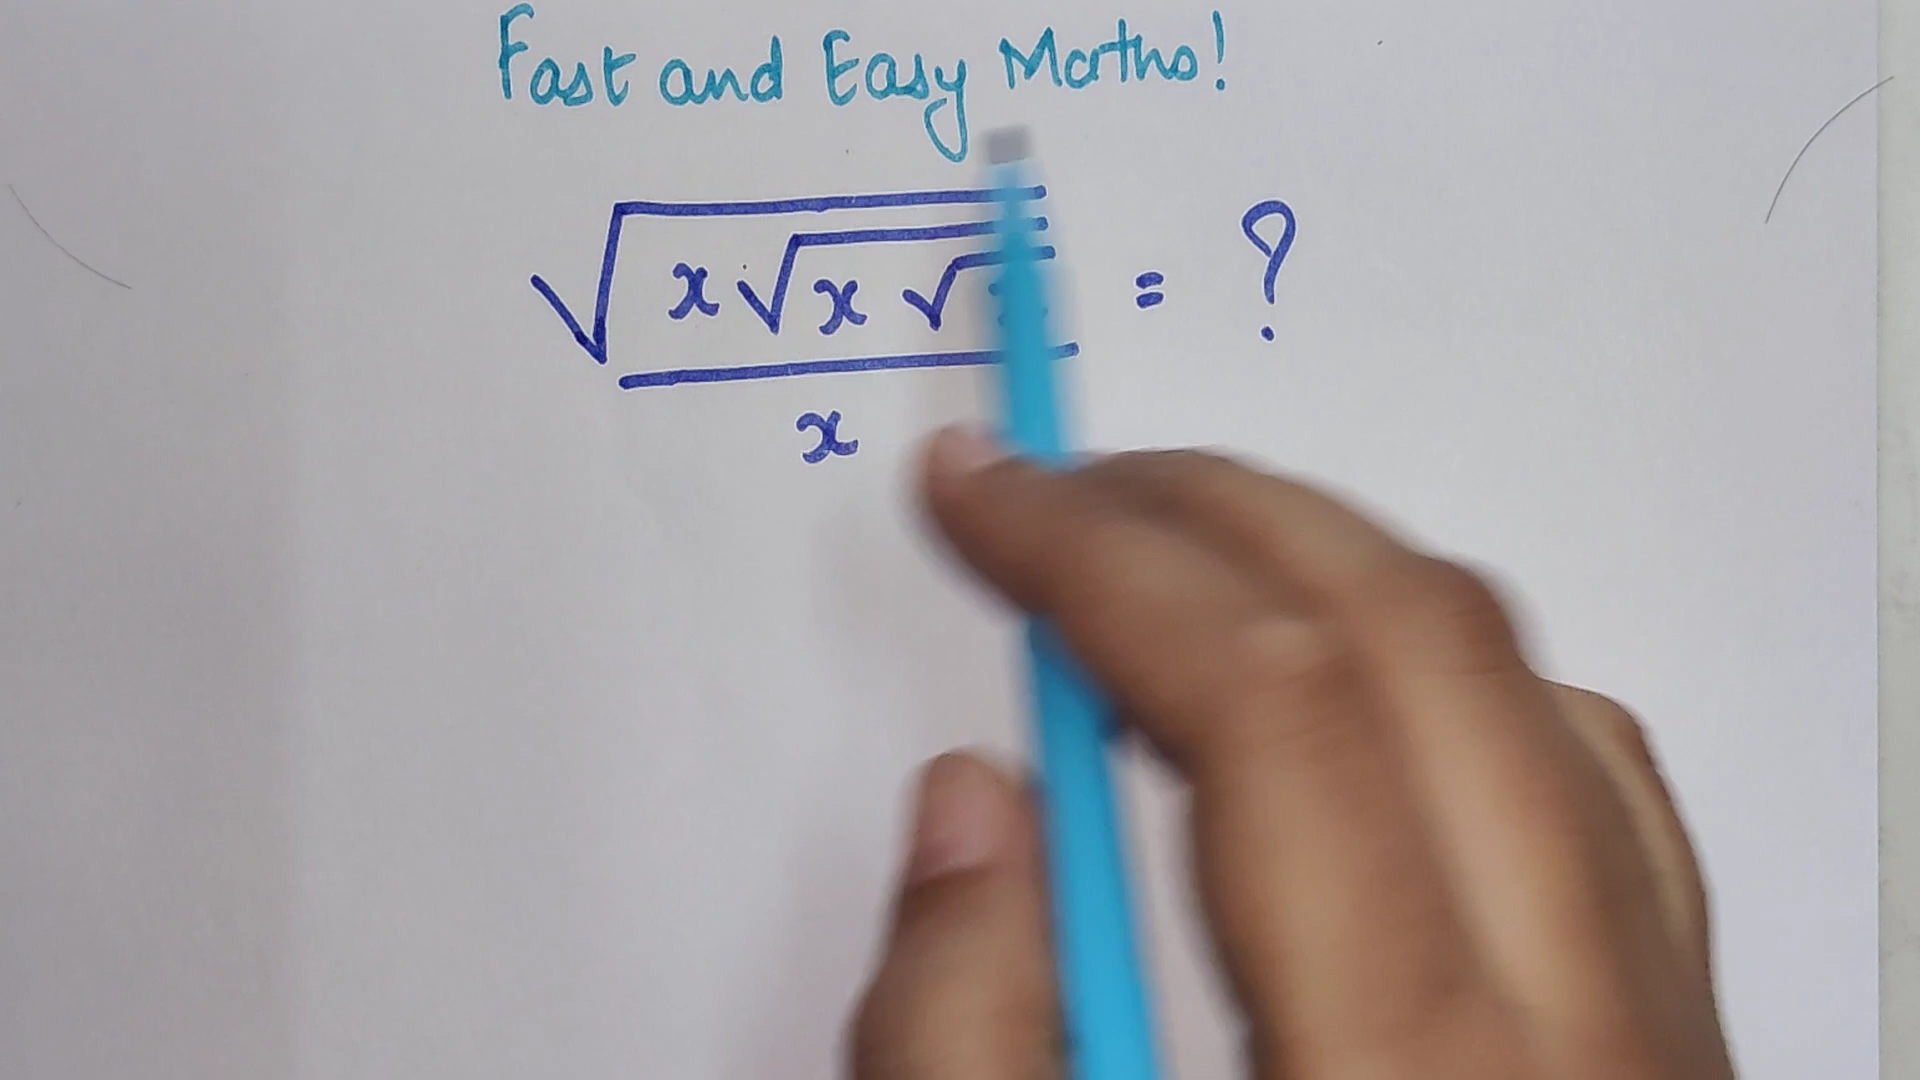 Fast and Easy Maths!
√x√x√ = ?
x